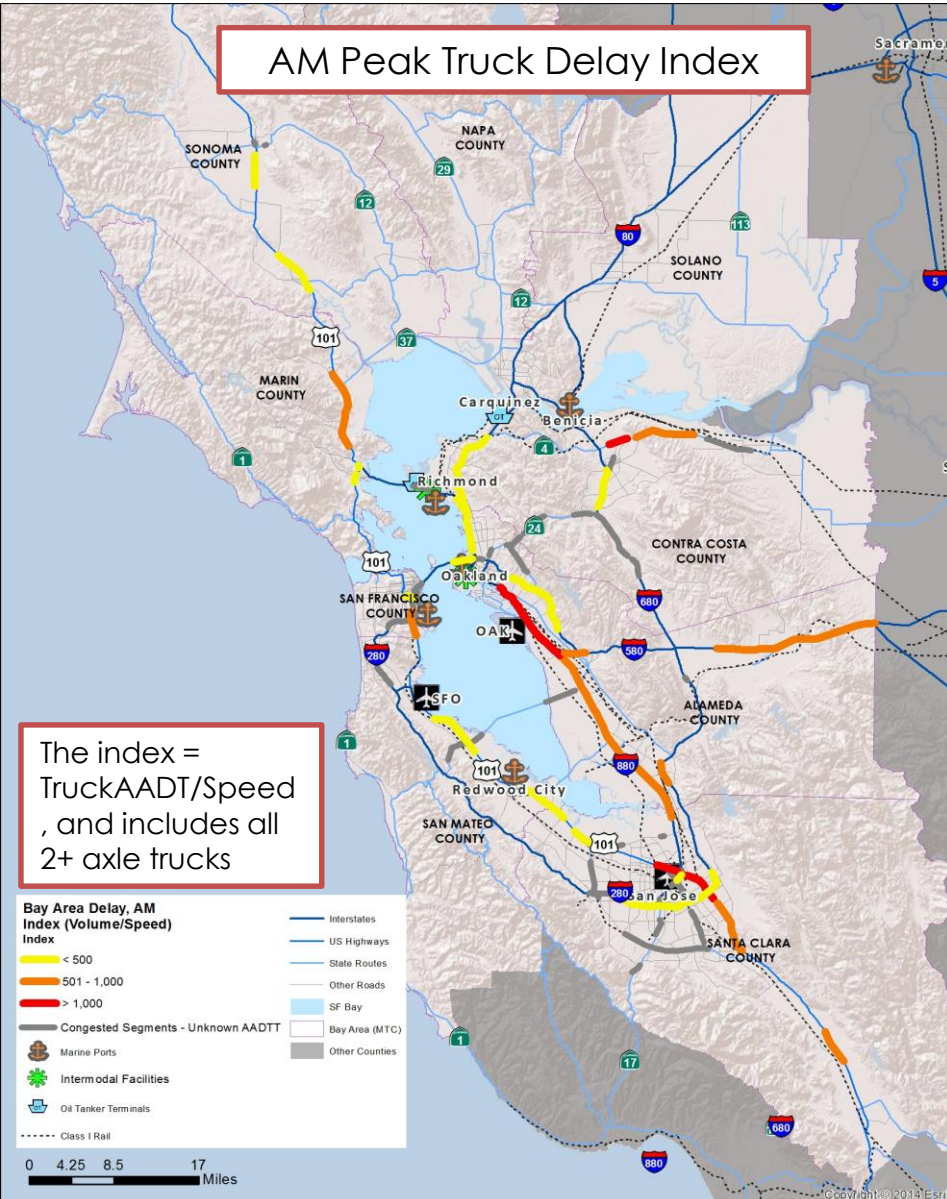 AM Peak Truck Delay Index
Sacrame
NAPA
COUNTY
SONOMA
COUNTY
29
12
113
80
SOLANO
COUNTY
5
12
101
37
MARIN
COUNTY
Carquinez
OT
Benicia
4
1
Richmond
24
CONTRA COSTA
COUNTY
101
Oakland
SAN FRANCISCO
COUNTY
680
OAK
280
580
SFO
ALAMEDA
COUNTY
1
880
101
Redwood City
SAN MATEO
COUNTY
101
280
San Jose
SANTA CLARA
COUNTY
The index =
TruckAADT/Speed
, and includes all
2+ axle trucks
Bay Area Delay, AM
Index (Volume/Speed)
Index
< 500
501 - 1,000
> 1,000
Congested Segments - Unknown AADTT
Marine Ports
Intermodal Facilities
OT
Oil Tanker Terminals
Class I Rail
Interstates
US Highways
State Routes
Other Roads
SF Bay
Bay Area (MTC)
Other Counties
1
17
680
880
0 4.25 8.5 17
Miles
Copyright:© 2014 Esri